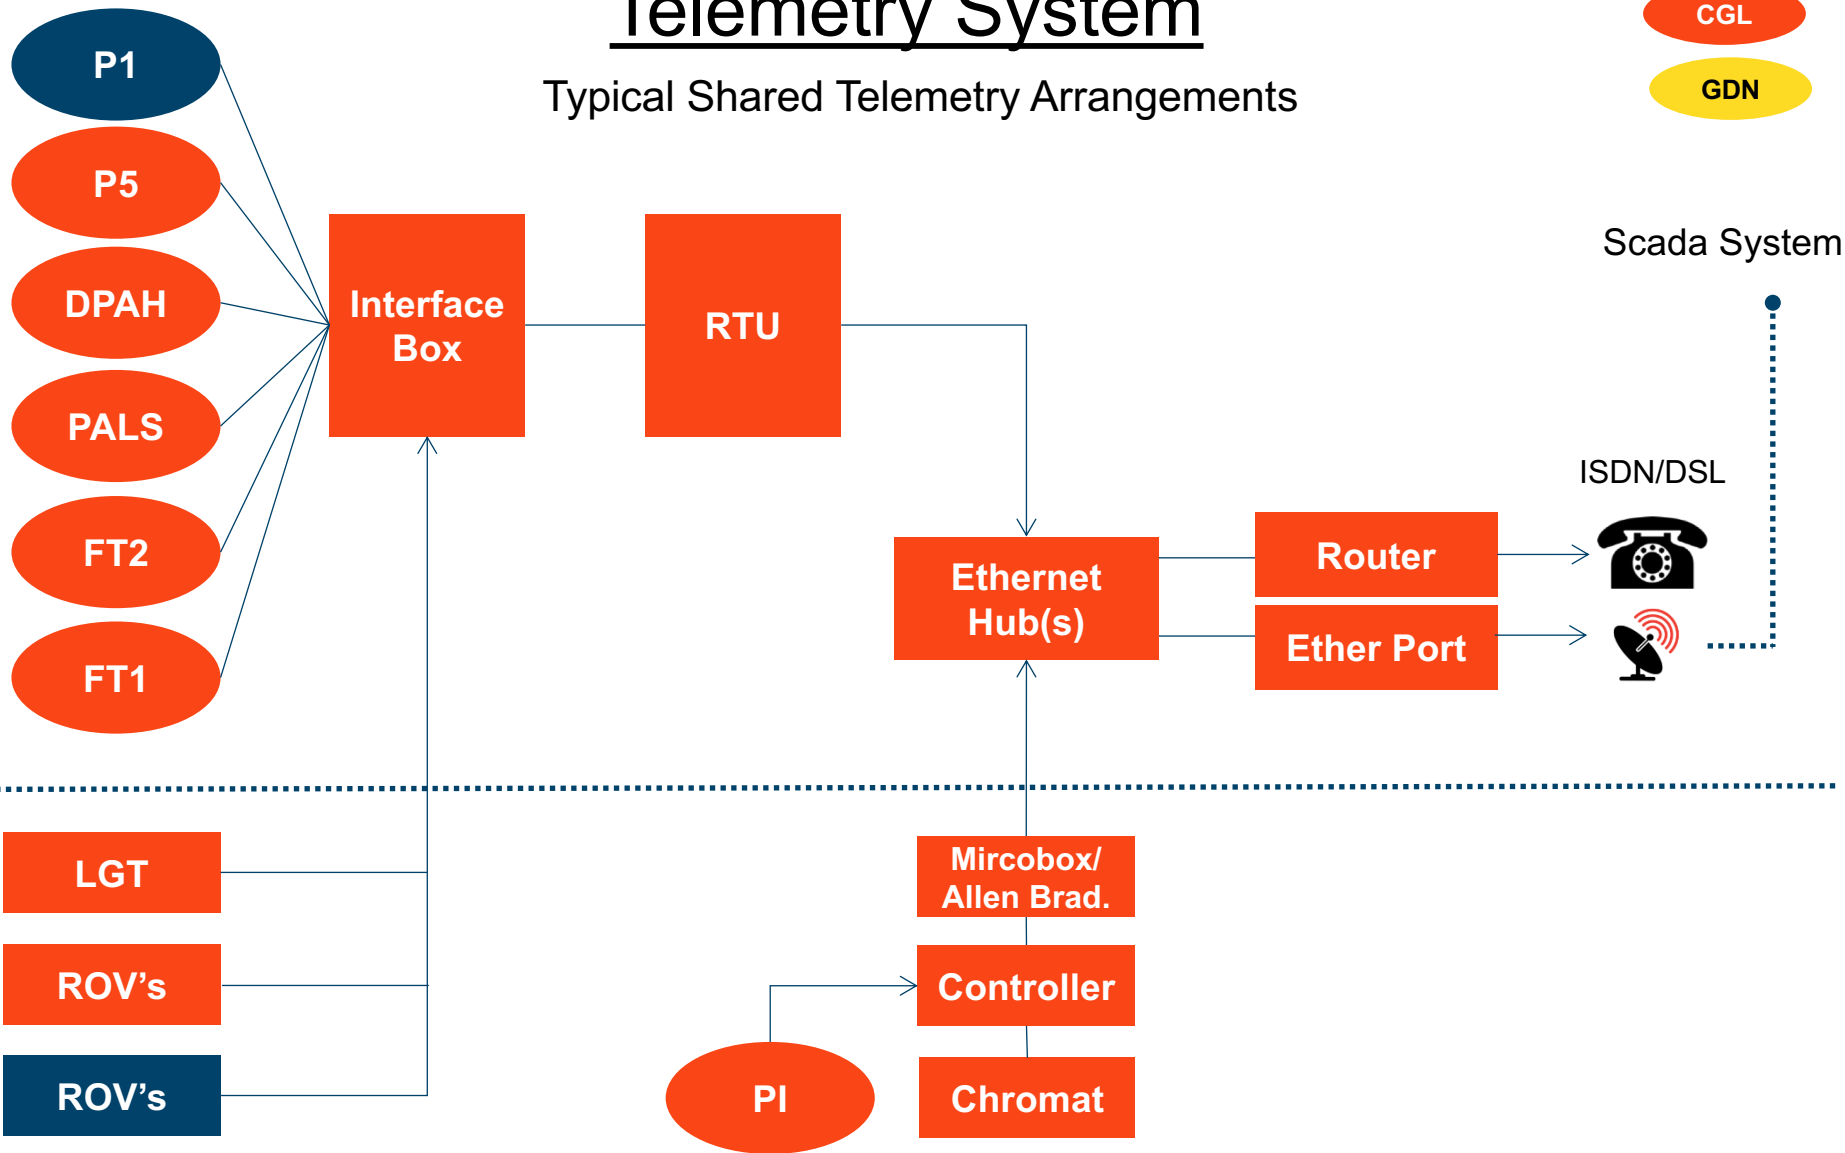 Telemetry System
Typical Shared Telemetry Arrangements
CGL
GDN
P1
P5
DPAH
PALS
FT2
FT1
Interface
Box
RTU
Scada System
ISDN/DSL
Ethernet
Hub(s)
Router
Ether Port
LGT
ROV’s
ROV’s
Mircobox/
Allen Brad.
Controller
PI
Chromat